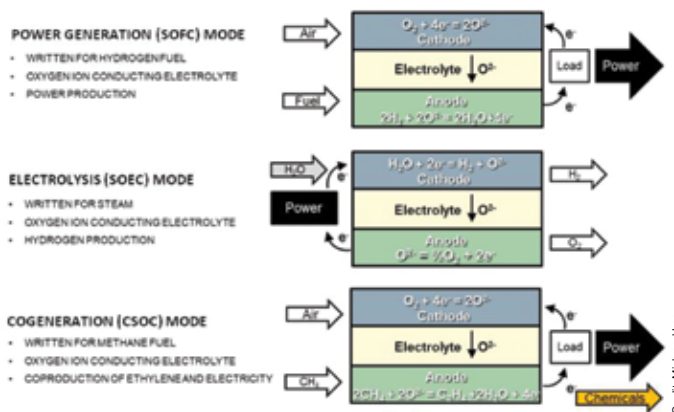 POWER GENERATION (SOFC) MODE
• WRITTEN FOR HYDROGEN FUEL
• OXYGEN ION CONDUCTING ELECTROLYTE
• POWER PRODUCTION
Air
Fuel
O₂ + 4e⁻ = 2O²⁻
Cathode
Electrolyte ↓ O²⁻
Anode
2H₂ + 2O²⁻ = 2H₂O+4e⁻
e⁻
Load
e⁻
Power
ELECTROLYSIS (SOEC) MODE
• WRITTEN FOR STEAM
• OXYGEN ION CONDUCTING ELECTROLYTE
• HYDROGEN PRODUCTION
H₂O
e⁻
Power
e⁻
H₂O + 2e⁻ = H₂ + O²⁻
Cathode
Electrolyte ↓ O²⁻
Anode
O²⁻ = ½O₂ + 2e⁻
H₂
O₂
COGENERATION (CSOC) MODE
• WRITTEN FOR METHANE FUEL
• OXYGEN ION CONDUCTING ELECTROLYTE
• COPRODUCTION OF ETHYLENE AND ELECTRICITY
Air
CH₄
O₂ + 4e⁻ = 2O²⁻
Cathode
Electrolyte ↓ O²⁻
Anode
2CH₄ + 2O²⁻ = C₂H₄ +2H₂O + 4e⁻
e⁻
Load
e⁻
Power
Chemicals